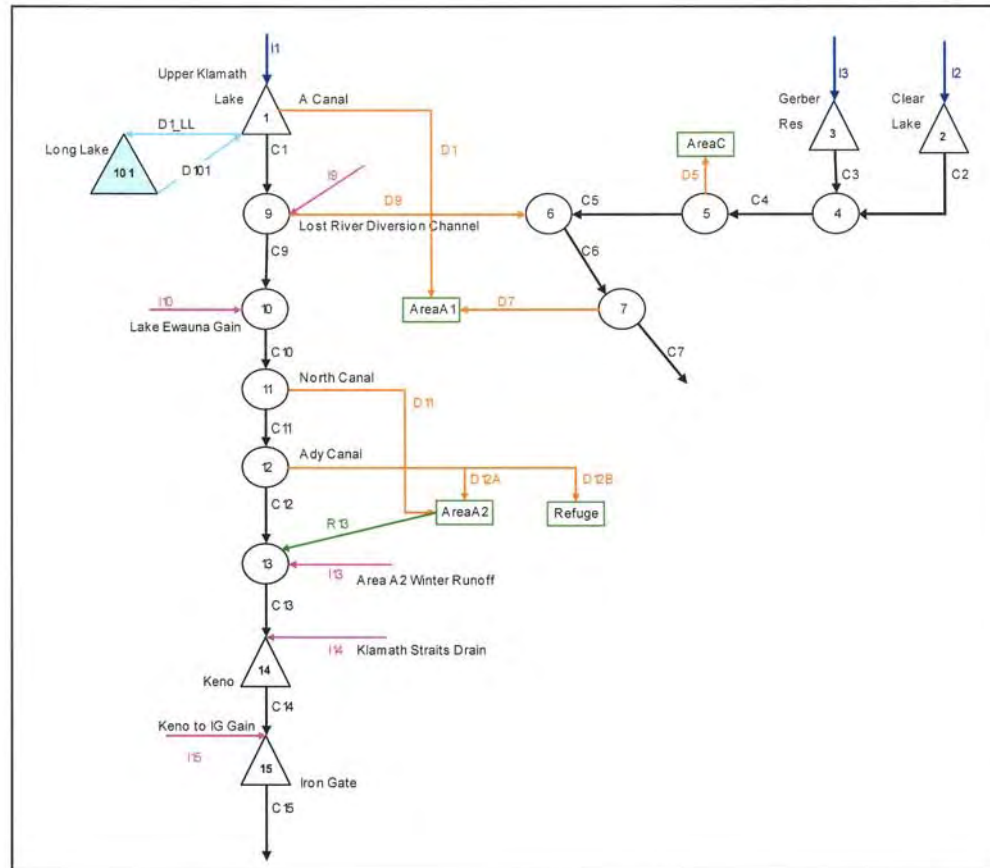 I1
I3
I2
Upper Klamath
Lake
A Canal
Gerber
Res
Clear
Lake
1
3
2
D1_LL
Long Lake
101
D101
C1
D1
AreaC
I9
D5
C3
C2
9
D9
6
C5
5
C4
4
Lost River Diversion Channel
C9
C6
I10
10
AreaA1
D7
7
Lake Ewauna Gain
C10
C7
North Canal
11
D11
C11
Ady Canal
12
D12A
D12B
C12
AreaA2
Refuge
R13
13
I13
Area A2 Winter Runoff
C13
I14
Klamath Straits Drain
14
Keno
C14
Keno to IG Gain
I15
15
Iron Gate
C15